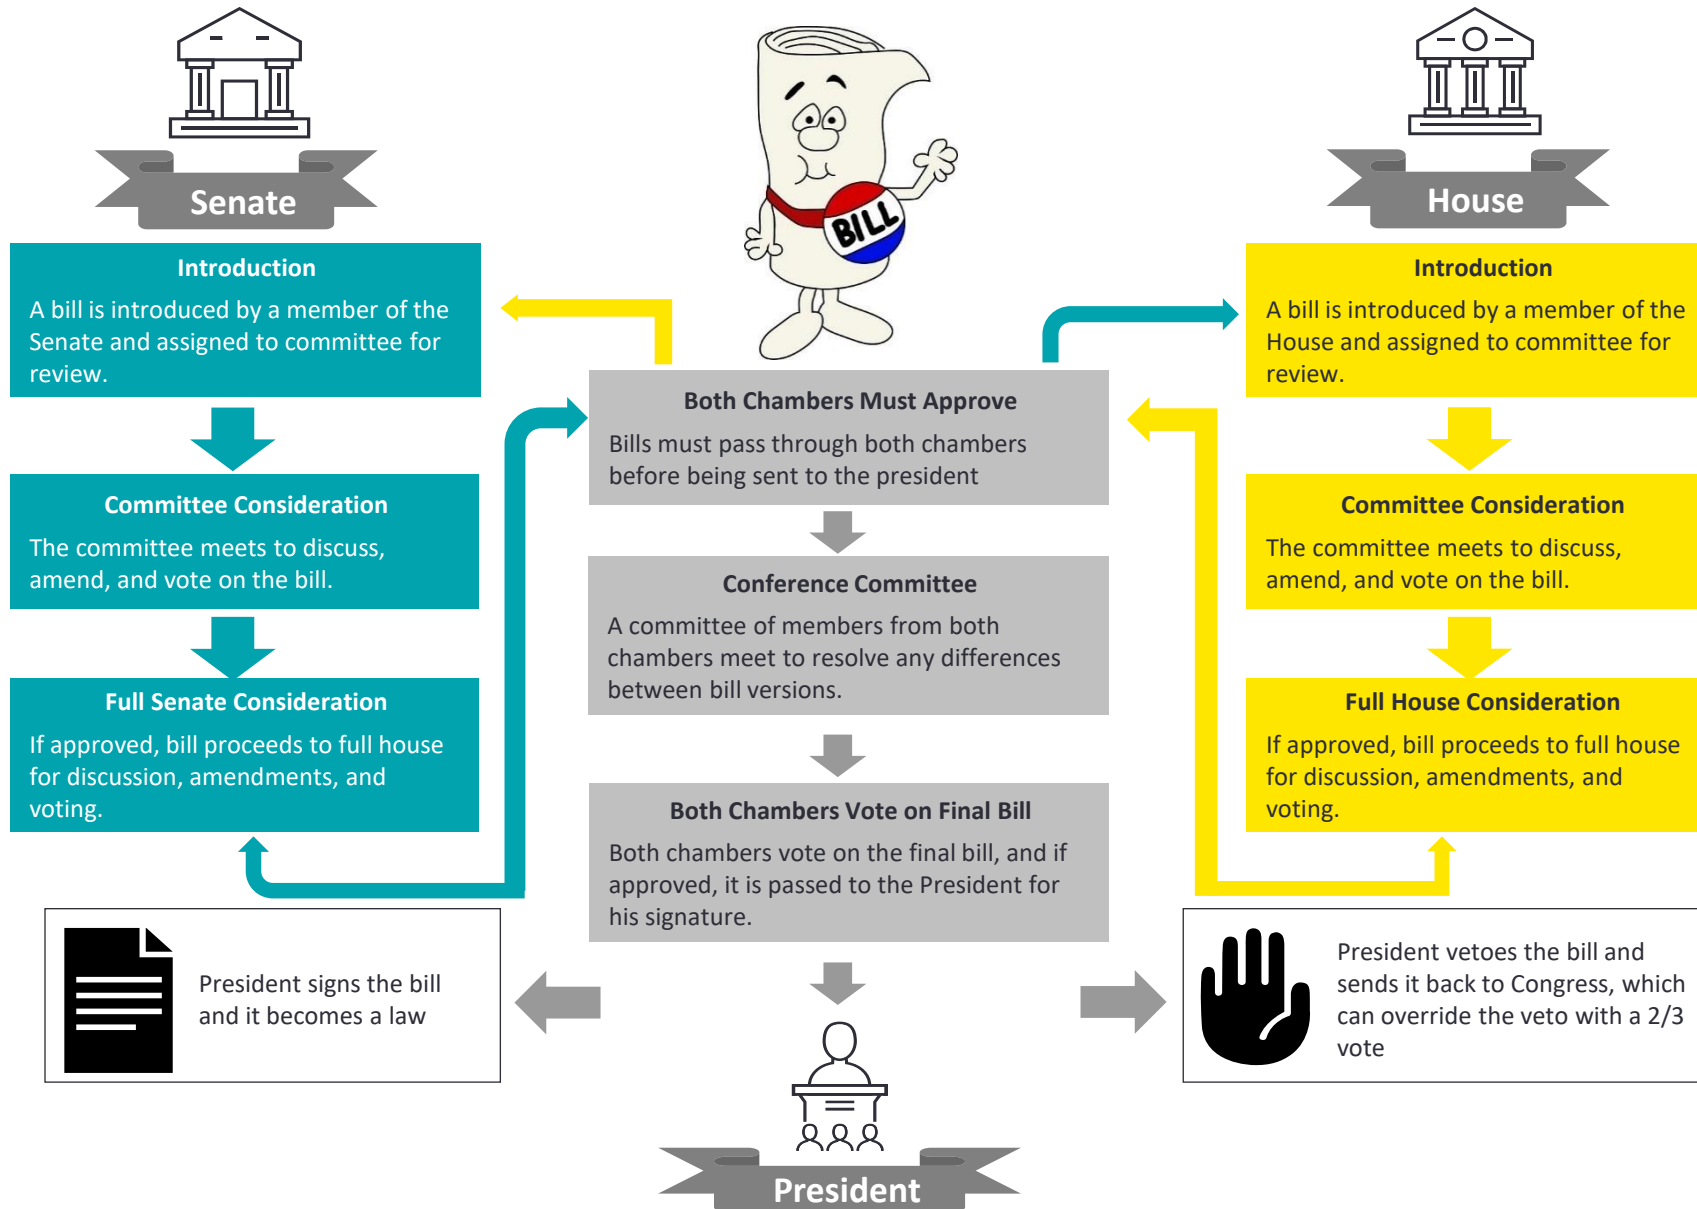 Senate
Introduction
A bill is introduced by a member of the
Senate and assigned to committee for
review.
Committee Consideration
The committee meets to discuss,
amend, and vote on the bill.
Full Senate Consideration
If approved, bill proceeds to full house
for discussion, amendments, and
voting.
BILL
Both Chambers Must Approve
Bills must pass through both chambers
before being sent to the president
Conference Committee
A committee of members from both
chambers meet to resolve any differences
between bill versions.
Both Chambers Vote on Final Bill
Both chambers vote on the final bill, and if
approved, it is passed to the President for
his signature.
House
Introduction
A bill is introduced by a member of the
House and assigned to committee for
review.
Committee Consideration
The committee meets to discuss,
amend, and vote on the bill.
Full House Consideration
If approved, bill proceeds to full house
for discussion, amendments, and
voting.
President signs the bill
and it becomes a law
President vetoes the bill and
sends it back to Congress, which
can override the veto with a 2/3
vote
President